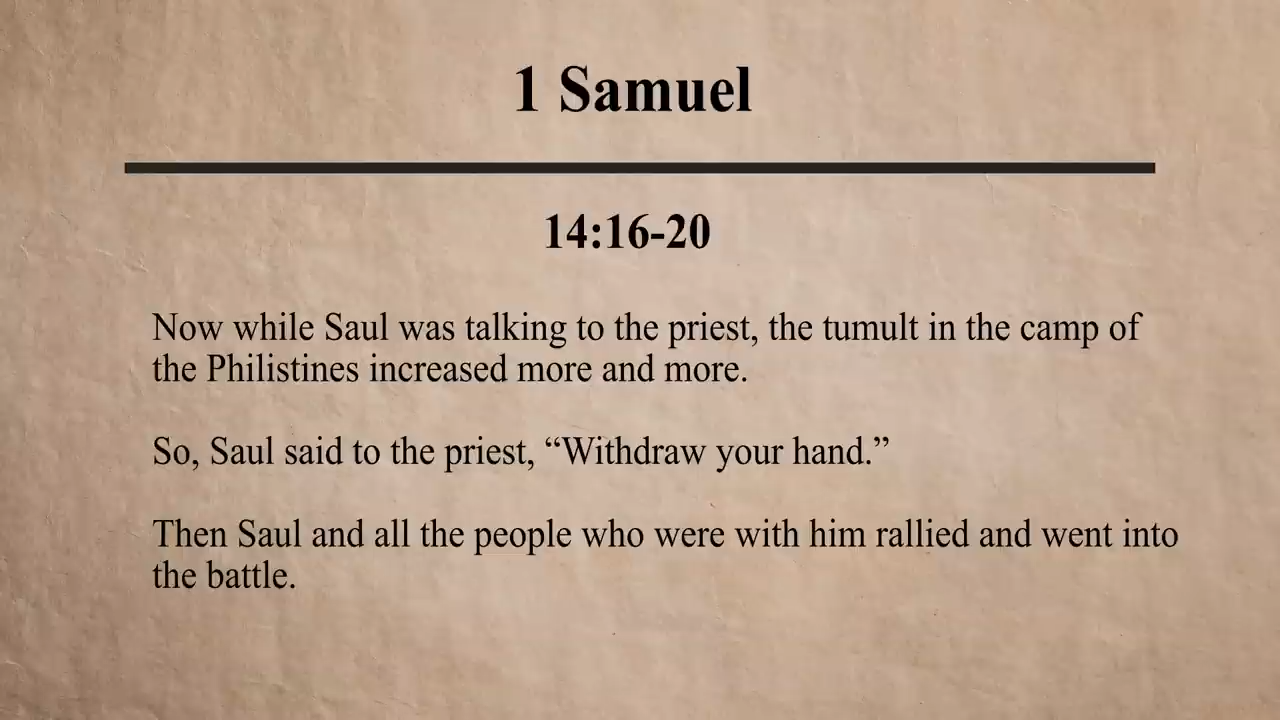 1 Samuel
14:16-20
Now while Saul was talking to the priest, the tumult in the camp of
the Philistines increased more and more.
So, Saul said to the priest, “Withdraw your hand.”
Then Saul and all the people who were with him rallied and went into
the battle.